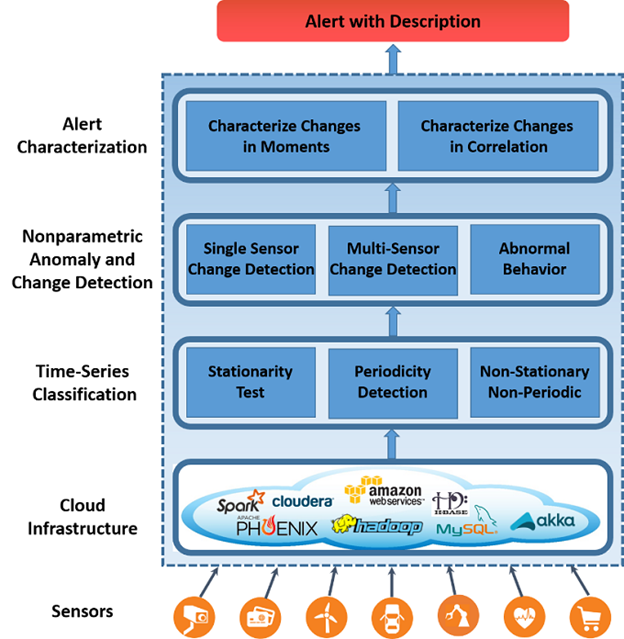 Alert with Description
Alert
Characterization
Characterize Changes
in Moments
Characterize Changes
in Correlation
Nonparametric
Anomaly and
Change Detection
Single Sensor
Change Detection
Multi-Sensor
Change Detection
Abnormal
Behavior
Time-Series
Classification
Stationarity
Test
Periodicity
Detection
Non-Stationary
Non-Periodic
Cloud
Infrastructure
Spark
cloudera
amazon
webservices
HBASE
APACHE
PHOENIX
hadoop
MySQL
akka
Sensors